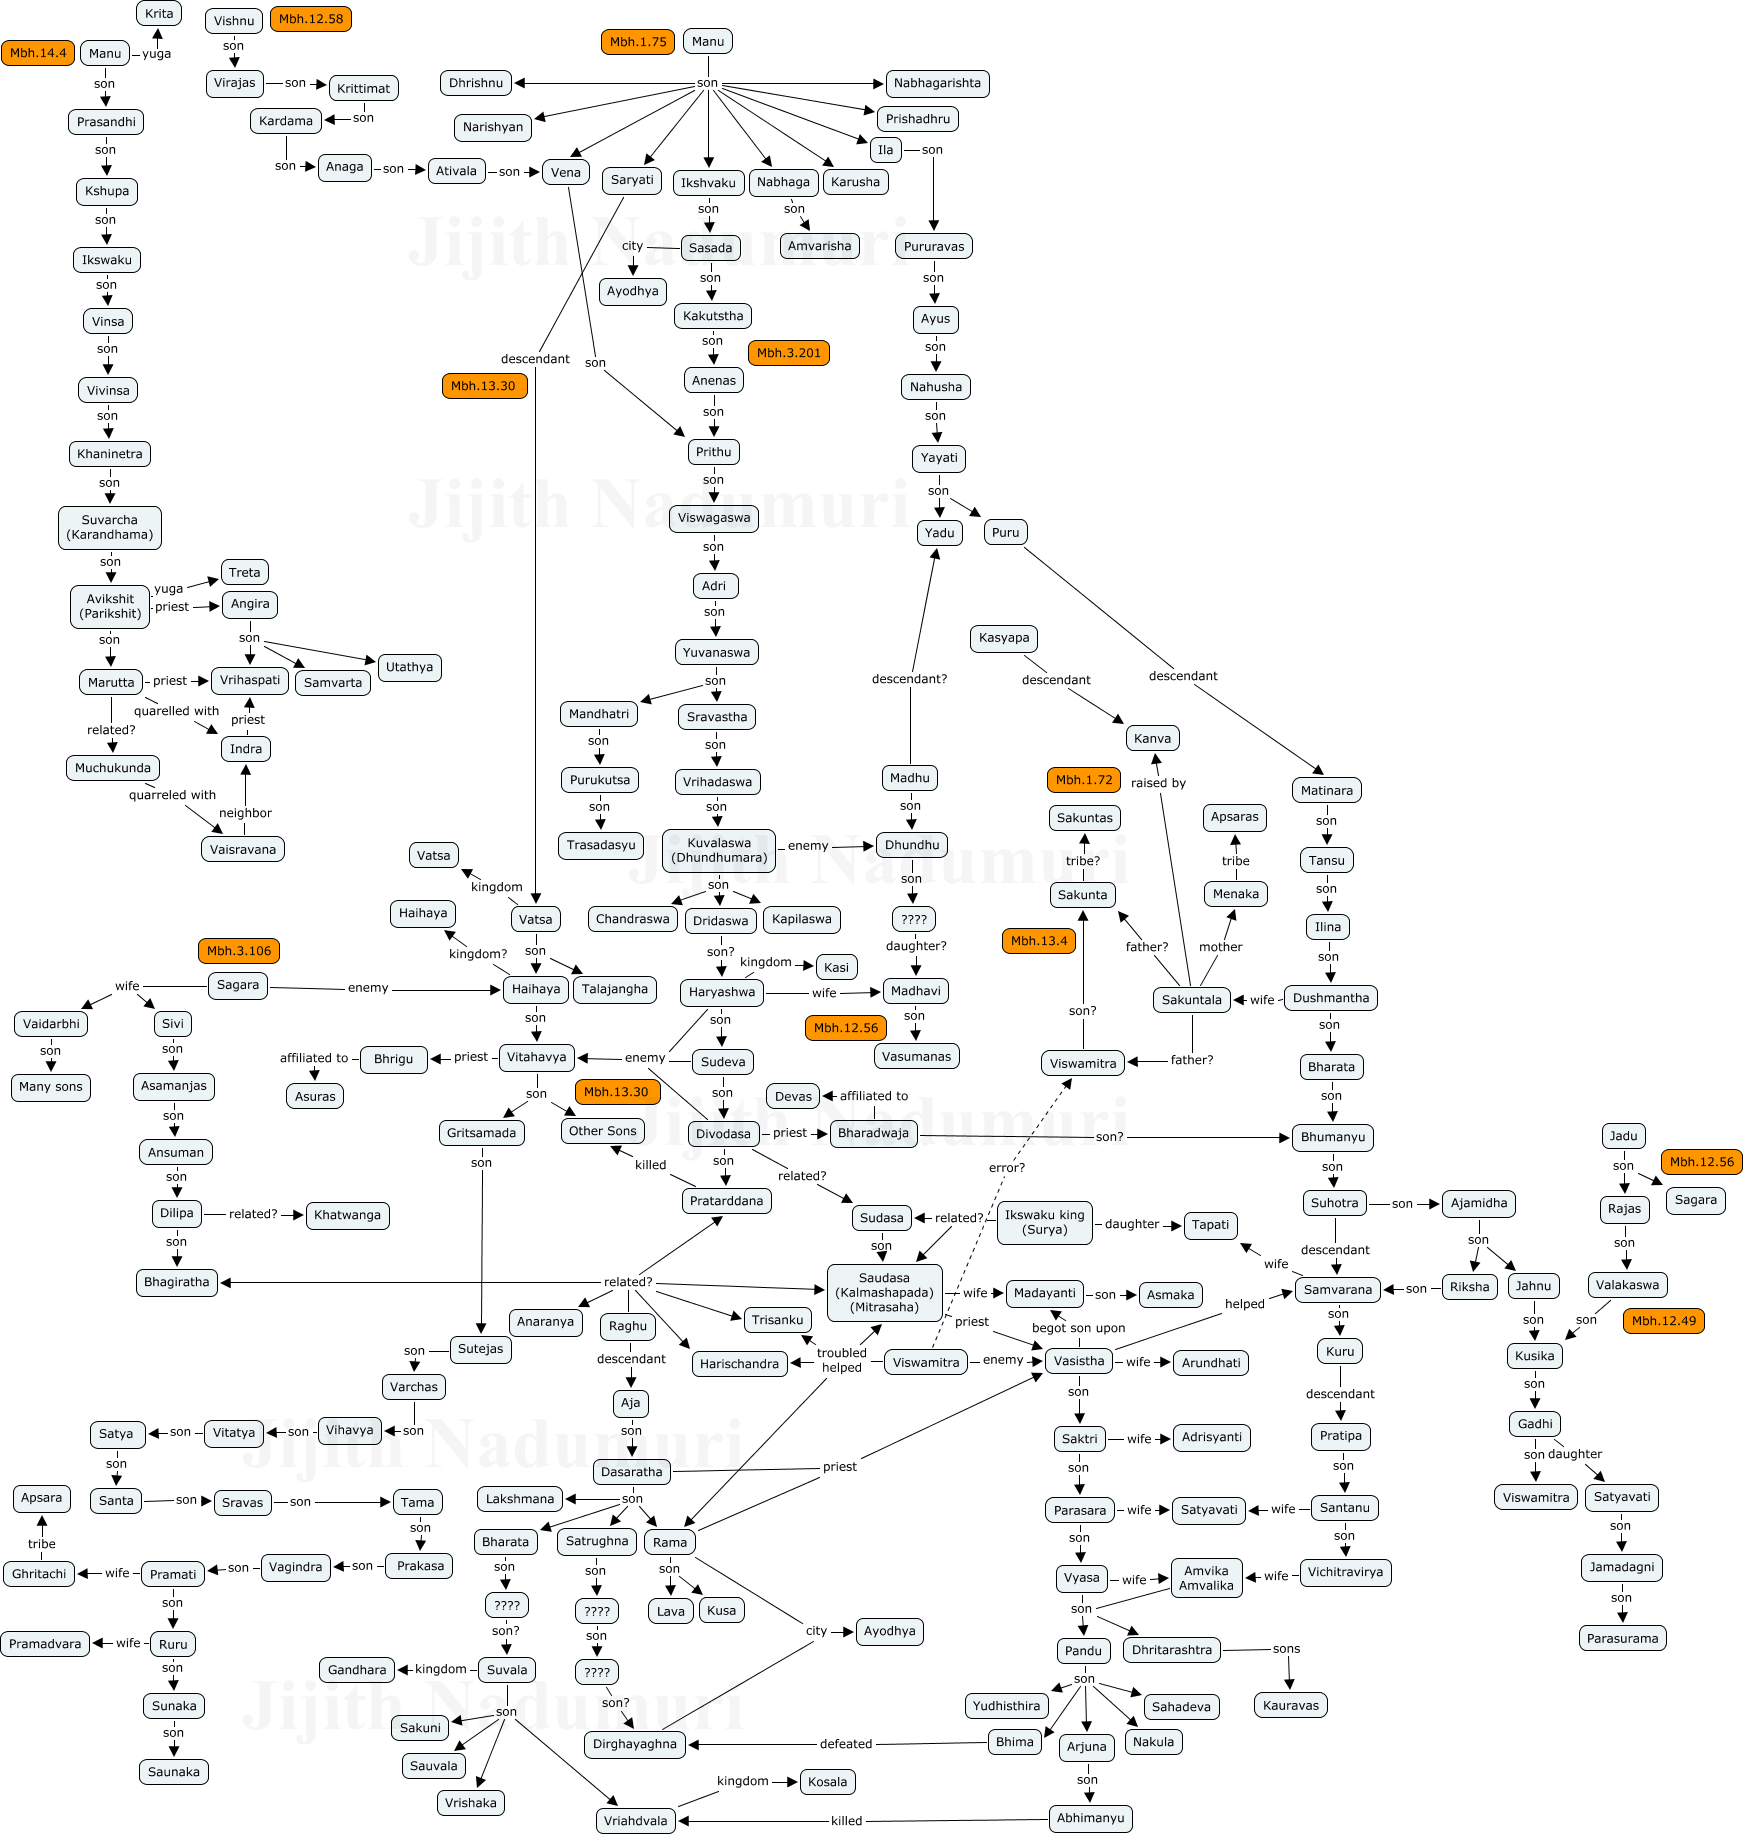 Krita
Vishnu
Mbh.12.58
Mbh.14.4
Manu
yuga
son
Mbh.1.75
Manu
son
Virajas
son
Krittimat
Dhrishnu
son
Nabhagarishta
Prasandhi
Kardama
son
Narishyan
Prishadhru
son
son
Anaga
son
Ativala
son
Vena
Saryati
Ikshvaku
Nabhaga
Karusha
Ila
son
Kshupa
son
son
son
Jijith Nadumuri
Ikswaku
city
Sasada
Amvarisha
Pururavas
son
son
son
Ayodhya
Vinsa
Kakutstha
Ayus
son
son
son
descendant
son
Mbh.3.201
Vivinsa
Mbh.13.30
Anenas
Nahusha
son
son
son
Khaninetra
Prithu
Yayati
son
son
son
Jijith Nadumuri
Suvarcha
(Karandhama)
Viswagaswa
Yadu
Puru
son
son
Treta
yuga
Avikshit
(Parikshit)
priest
Angira
Adri
son
son
son
Kasyapa
Yuvanaswa
Utathya
Marutta
priest
Vrihaspati
Samvarta
son
descendant?
descendant
descendant
quarelled with
priest
Mandhatri
Sravastha
related?
Indra
son
son
Kanva
Muchukunda
Purukutsa
Vrihadaswa
Madhu
Mbh.1.72
raised by
Matinara
quarreled with
neighbor
son
son
son
Sakuntas
Apsaras
son
Vaisravana
Trasadasyu
Kuvalaswa
(Dhundhumara)
enemy
Dhundhu
Jijith Nadumuri
Vatsa
kingdom
tribe?
tribe
Tansu
son
son
son
Sakunta
Menaka
Haihaya
Vatsa
Chandraswa
Dridaswa
Kapilaswa
????
Ilina
Mbh.3.106
kingdom?
son
son?
daughter?
Mbh.13.4
father?
mother
son
Sagara
wife
enemy
Haihaya
Talajangha
kingdom
Kasi
Haryashwa
wife
Madhavi
Sakuntala
wife
Dushmantha
Vaidarbhi
Sivi
son
son
Mbh.12.56
son
son?
son
son
son
affiliated to
Bhrigu
priest
Vitahavya
enemy
Sudeva
Vasumanas
Viswamitra
father?
Bharata
Many sons
Asamanjas
Asuras
son
Mbh.13.30
son
Devas
affiliated to
son
son
Gritsamada
Other Sons
Divodasa
priest
Bharadwaja
son?
Bhumanyu
Jadu
Jijith Nadumuri
Ansuman
son
killed
son
related?
error?
son
son
Mbh.12.56
son
Pratarddana
Suhotra
son
Ajamidha
Rajas
Sagara
Dilipa
related?
Khatwanga
Sudasa
related?
Ikswaku king
(Surya)
daughter
Tapati
son
son
descendant
son
son
wife
Bhagiratha
related?
Saudasa
(Kalmashapada)
(Mitrasaha)
wife
Madayanti
son
Asmaka
Samvarana
son
Riksha
Jahnu
Valakaswa
Anaranya
Raghu
Trisanku
priest
begot son upon
helped
son
son
son
Mbh.12.49
Sutejas
son
descendant
Harischandra
troubled
helped
Viswamitra
enemy
Vasistha
wife
Arundhati
Kuru
Kusika
Varchas
Aja
son
descendant
son
Satya
son
Vitatya
son
Vihavya
son
son
Saktri
wife
Adrisyanti
Pratipa
Gadhi
Jijith Nadumuri
son
Dasaratha
priest
son
son
son
daughter
Apsara
Santa
son
Sravas
son
Tama
Lakshmana
son
Parasara
wife
Satyavati
wife
Santanu
Viswamitra
Satyavati
tribe
son
Bharata
Satrughna
Rama
son
son
son
Ghritachi
wife
Pramati
son
Vagindra
son
Prakasa
son
son
son
Vyasa
wife
Amvika
Amvalika
wife
Vichitravirya
Jamadagni
son
????
????
Lava
Kusa
son
son
Pramadvara
wife
Ruru
son?
son
city
Ayodhya
Pandu
Dhritarashtra
sons
Parasurama
son
Gandhara
kingdom
Suvala
????
son
Sunaka
son
son?
Yudhisthira
Sahadeva
Kauravas
Jijith Nadumuri
son
Sakuni
Dirghayaghna
defeated
Bhima
Arjuna
Nakula
Saunaka
Sauvala
son
Vrishaka
kingdom
Kosala
Vriahdvala
killed
Abhimanyu